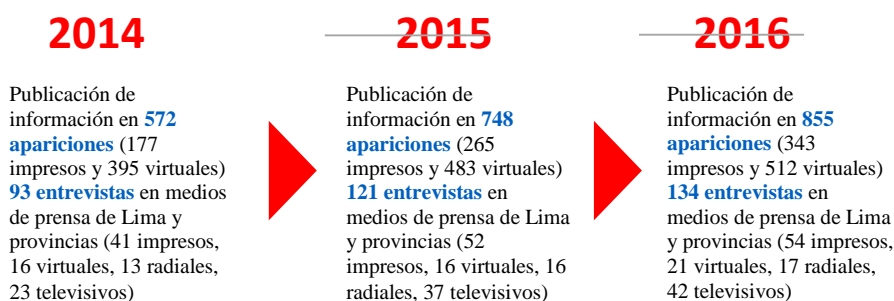 2014
Publicación de
información en 572
apariciones (177
impresos y 395 virtuales)
93 entrevistas en medios
de prensa de Lima y
provincias (41 impresos,
16 virtuales, 13 radiales,
23 televisivos)
2015
Publicación de
información en 748
apariciones (265
impresos y 483 virtuales)
121 entrevistas en
medios de prensa de Lima
y provincias (52
impresos, 16 virtuales, 16
radiales, 37 televisivos)
2016
Publicación de
información en 855
apariciones (343
impresos y 512 virtuales)
134 entrevistas en
medios de prensa de Lima
y provincias (54 impresos,
21 virtuales, 17 radiales,
42 televisivos)